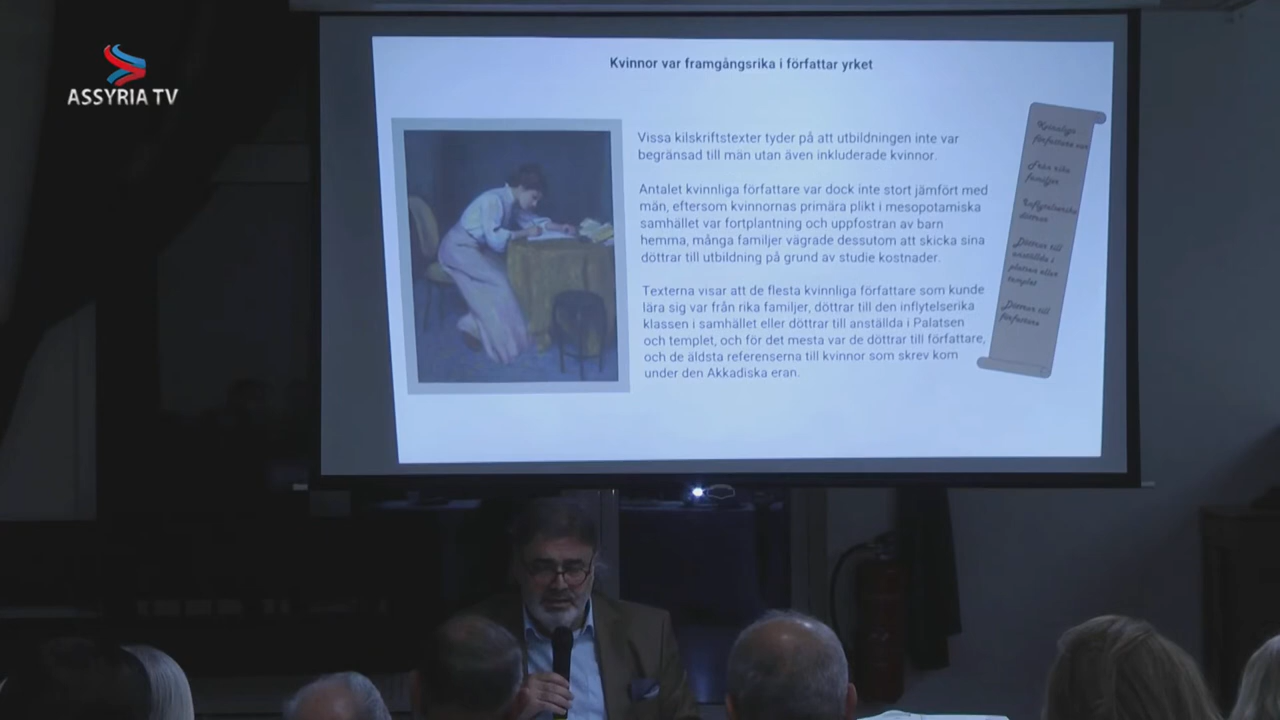 ASSYRIA TV
Kvinnor var framgångsrika i författar yrket
Vissa kilskriftstexter tyder på att utbildningen inte var
begränsad till män utan även inkluderade kvinnor.
Antalet kvinnliga författare var dock inte stort jämfört med
män, eftersom kvinnornas primära plikt i mesopotamiska
samhället var fortplantning och uppfostran av barn
hemma, många familjer vägrade dessutom att skicka sina
döttrar till utbildning på grund av studie kostnader.
Texterna visar att de flesta kvinnliga författare som kunde
lära sig var från rika familjer, döttrar till den inflytelserika
klassen i samhället eller döttrar till anställda i Palatsen
och templet, och för det mesta var de döttrar till författare,
och de äldsta referenserna till kvinnor som skrev kom
under den Akkadiska eran.
Kvinnliga
författare var
Från rika
familjer
döttrar
Döttrar till
anställda i
platsen eller
templet
Döttrar till
författare